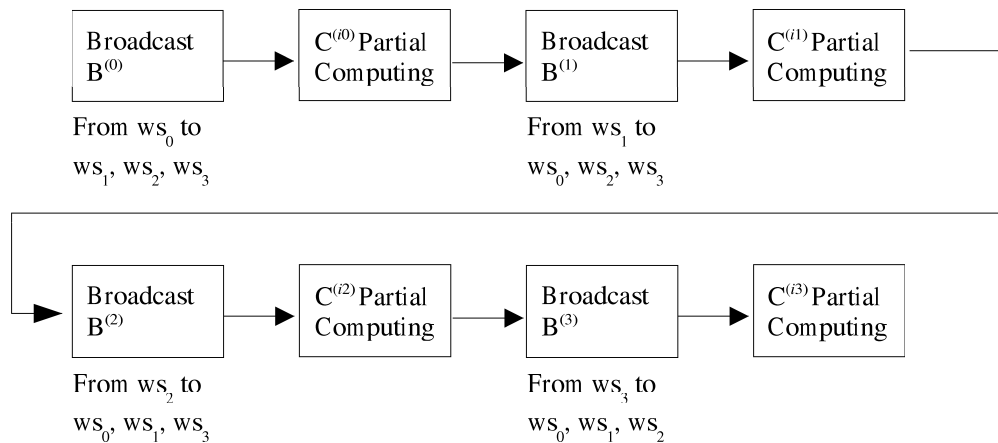 Broadcast
B(0)
C(i0) Partial
Computing
Broadcast
B(1)
C(i1) Partial
Computing
From ws0 to
ws1, ws2, ws3
From ws1 to
ws0, ws2, ws3
Broadcast
B(2)
C(i2) Partial
Computing
Broadcast
B(3)
C(i3) Partial
Computing
From ws2 to
ws0, ws1, ws3
From ws3 to
ws0, ws1, ws2